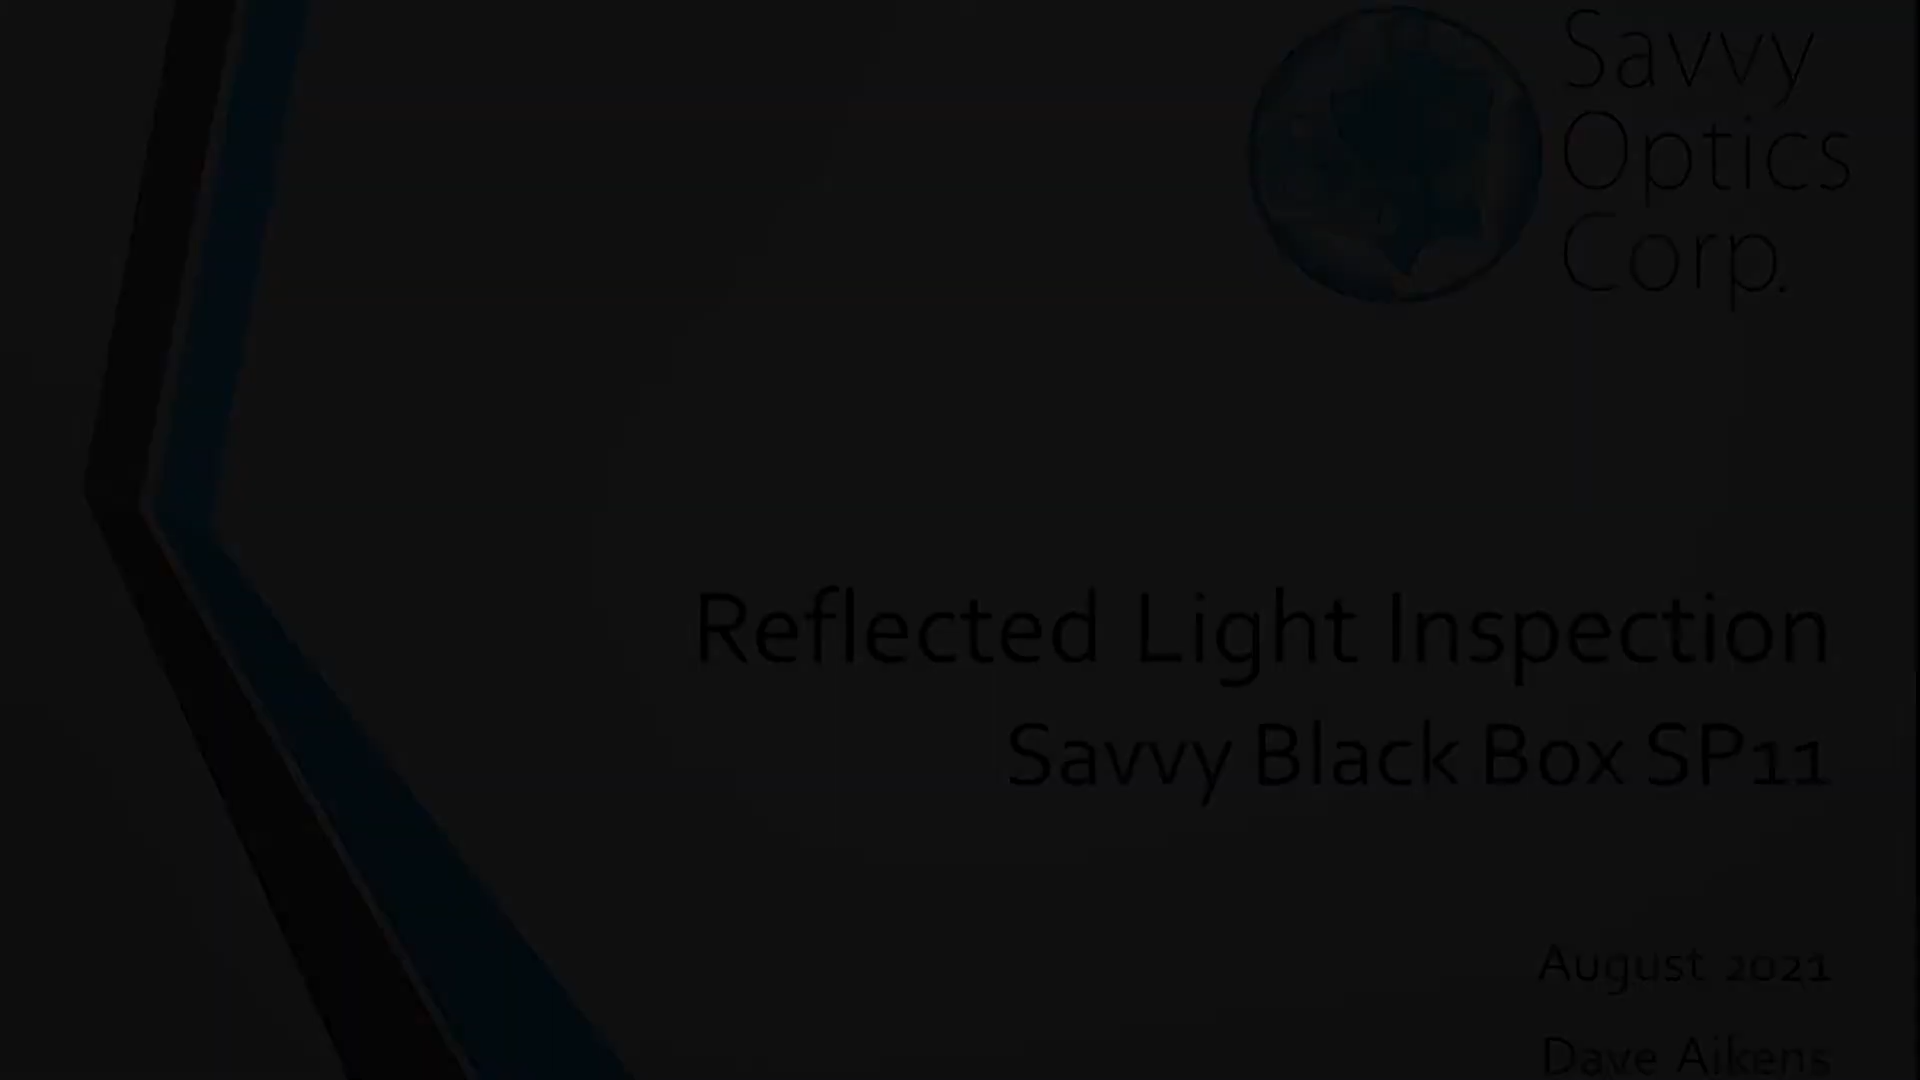 Savvy
Optics
Corp.
Reflected Light Inspection
Savvy Black Box SP11
August 2021
Dave Aikens